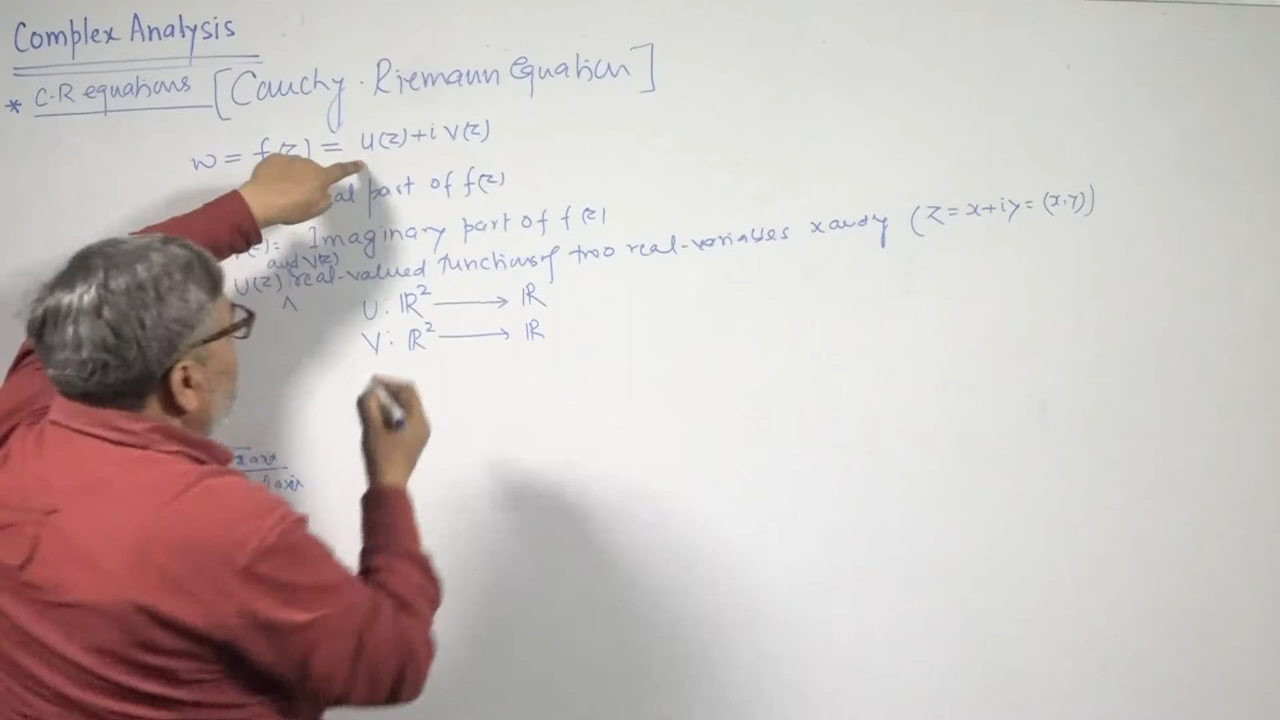 Complex Analysis
* C-R equations [Cauchy-Riemann Equation]
w = f(z) = u(z)+i v(z)
part of f(z)
Imaginary part of f(z)
and V(z)
U(z) ^ real-valued functions of two real-variables x and y (z=x+iy=(x,y))
U: ℝ² → ℝ
V: ℝ² → ℝ